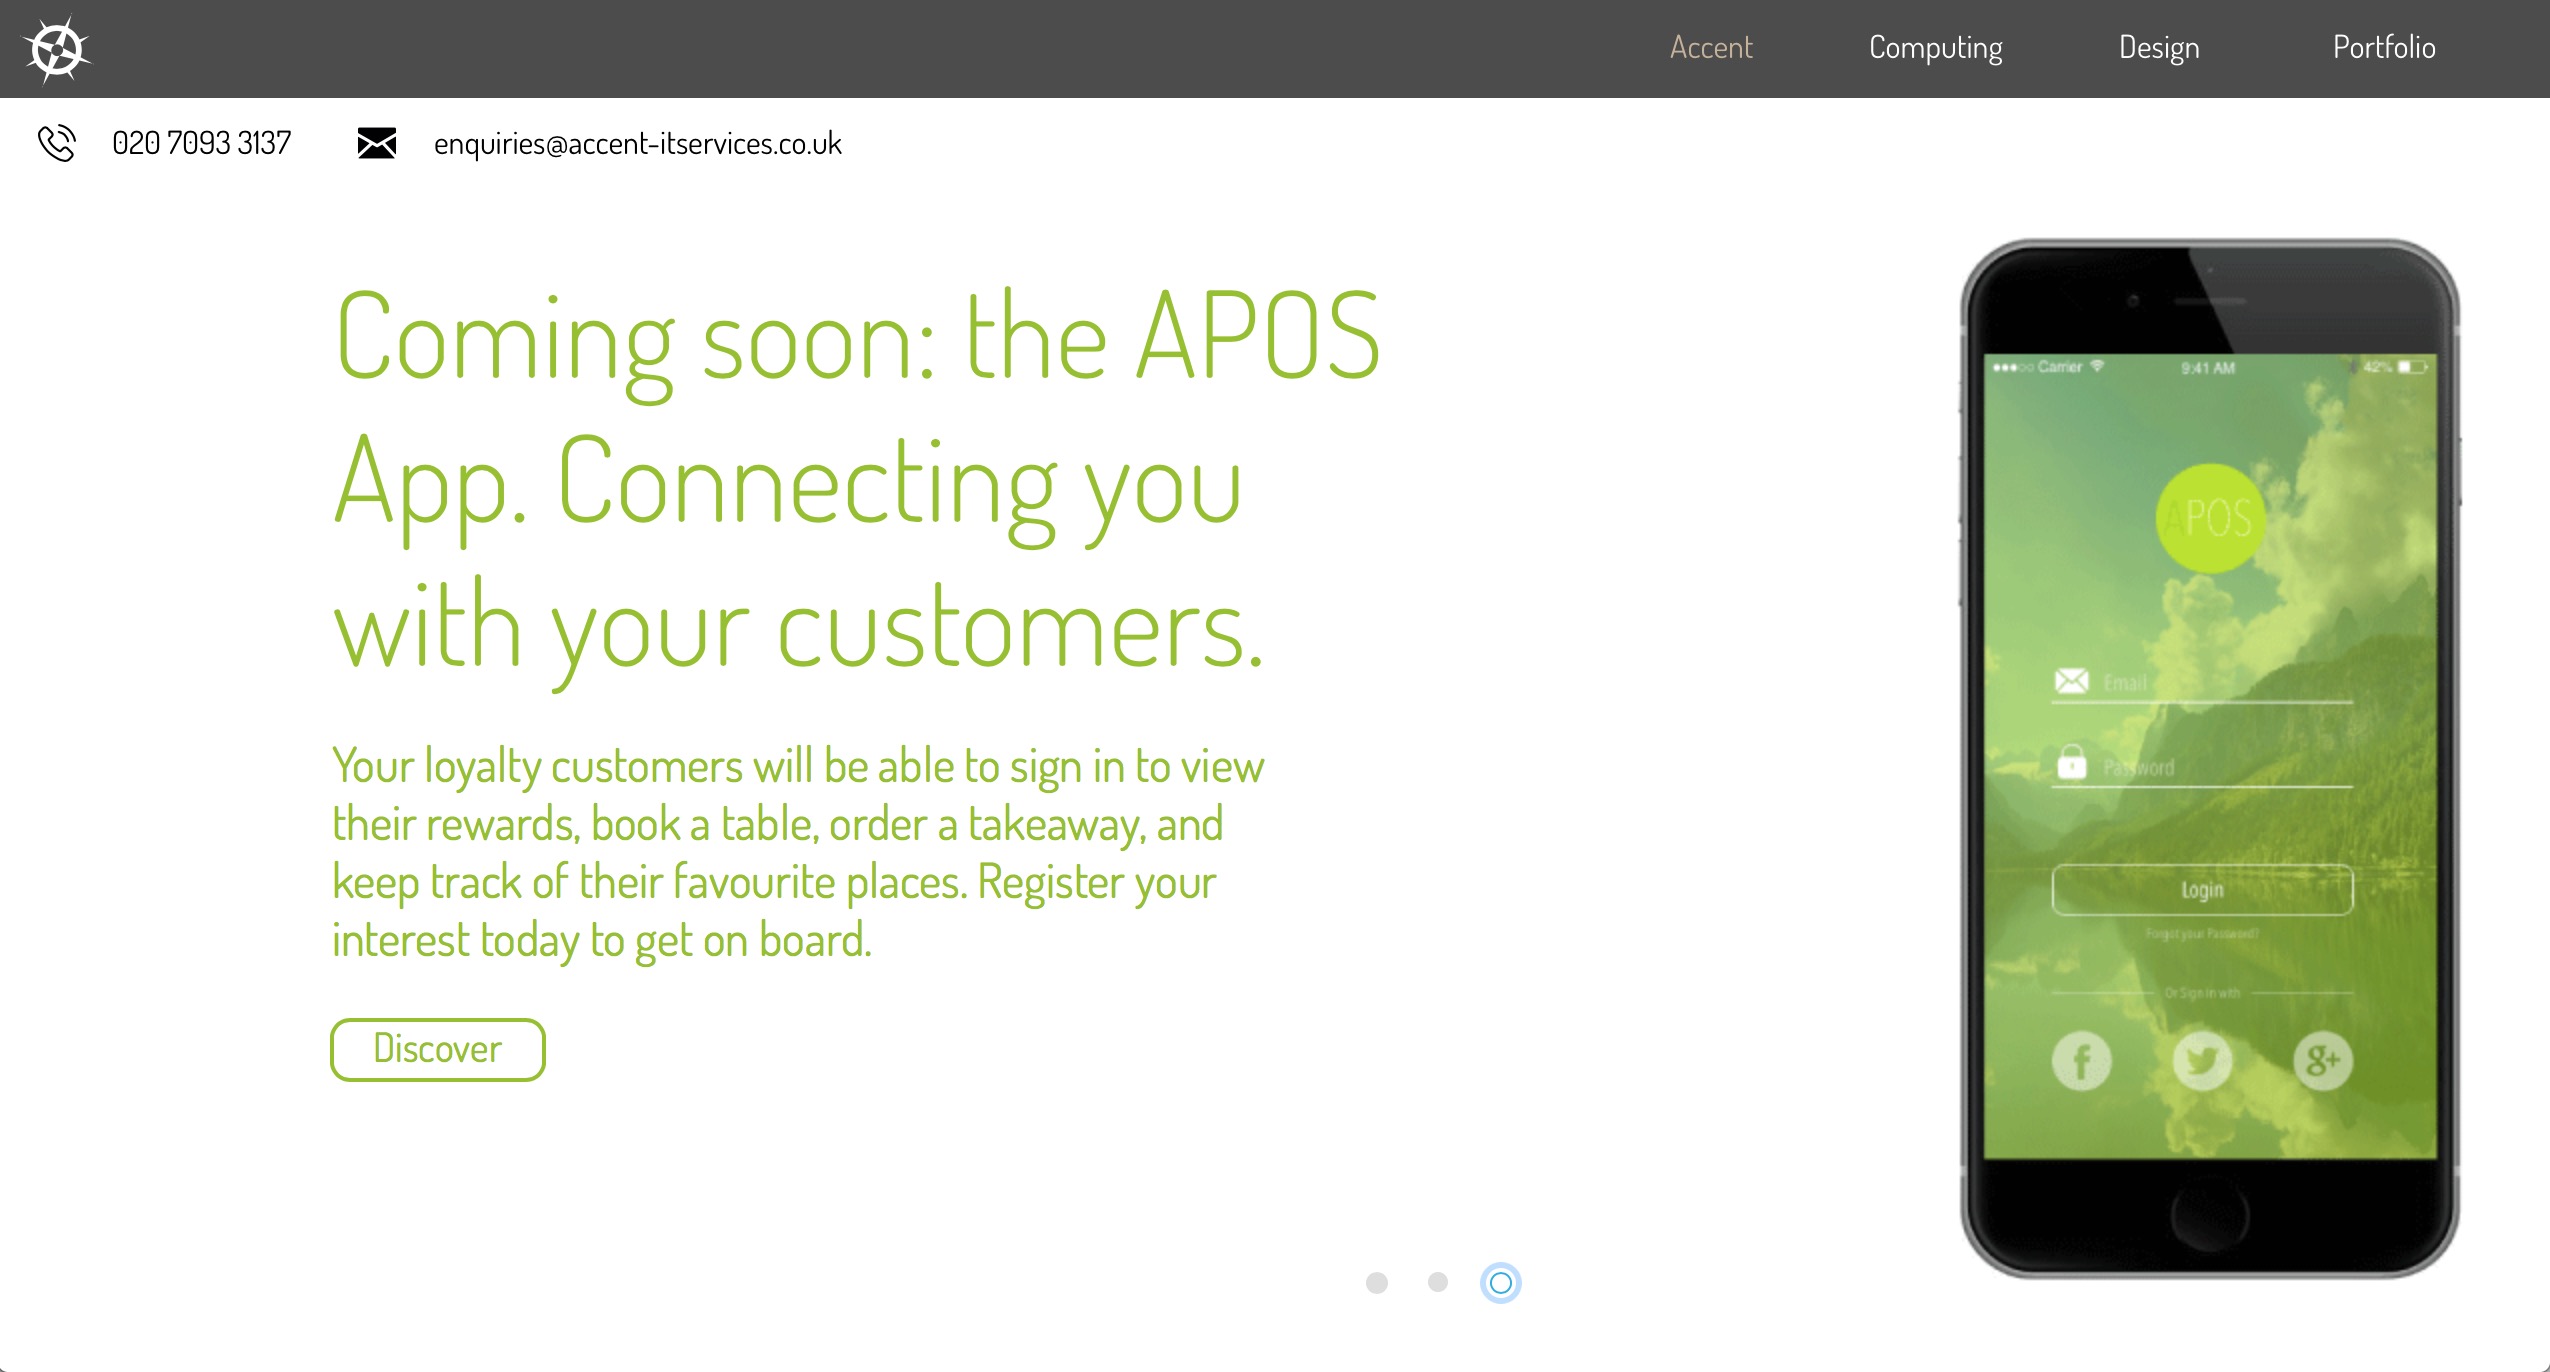 Accent Computing Design Portfolio
020 7093 3137 enquiries@accent-itservices.co.uk
Coming soon: the APOS
App. Connecting you
with your customers.
Your loyalty customers will be able to sign in to view
their rewards, book a table, order a takeaway, and
keep track of their favourite places. Register your
interest today to get on board.
Discover
●●●○○ Carrier 9:41 AM 42%
APOS
Email
Password
Login
Forgot your Password?
Or Sign in with
f g+